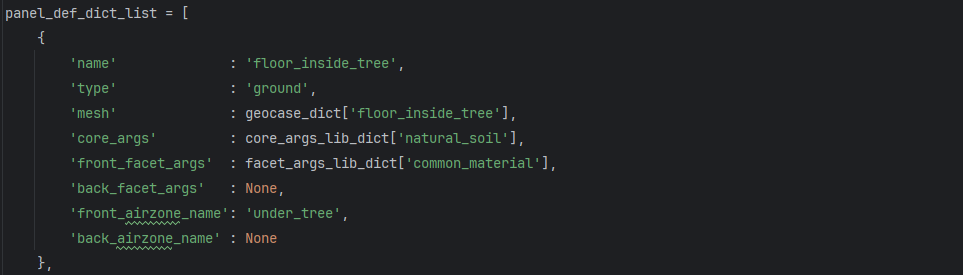 panel_def_dict_list = [
    {
        'name'              : 'floor_inside_tree',
        'type'              : 'ground',
        'mesh'              : geocase_dict['floor_inside_tree'],
        'core_args'         : core_args_lib_dict['natural_soil'],
        'front_facet_args'  : facet_args_lib_dict['common_material'],
        'back_facet_args'   : None,
        'front_airzone_name': 'under_tree',
        'back_airzone_name' : None
    },